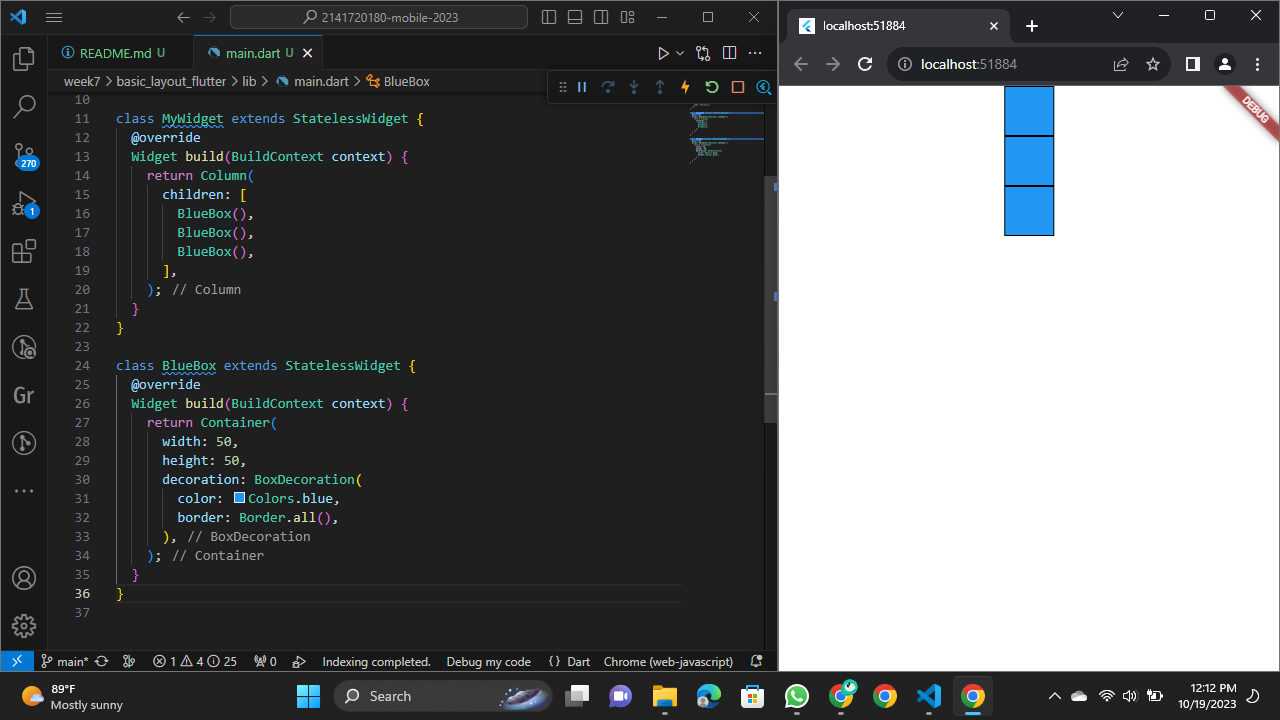 2141720180-mobile-2023
README.md U
main.dart U
week7 > basic_layout_flutter > lib > main.dart > BlueBox
10
11 class MyWidget extends StatelessWidget {
12 @override
13 Widget build(BuildContext context) {
14 return Column(
15 children: [
16 BlueBox(),
17 BlueBox(),
18 BlueBox(),
19 ],
20 ); // Column
21 }
22 }
23
24 class BlueBox extends StatelessWidget {
25 @override
26 Widget build(BuildContext context) {
27 return Container(
28 width: 50,
29 height: 50,
30 decoration: BoxDecoration(
31 color: Colors.blue,
32 border: Border.all(),
33 ), // BoxDecoration
34 ); // Container
35 }
36 }
37
270
1
Gr
main* 1 4 25 0 Indexing completed. Debug my code {} Dart Chrome (web-javascript)
localhost:51884
localhost:51884
DEBUG
89°F
Mostly sunny
Search
12:12 PM
10/19/2023